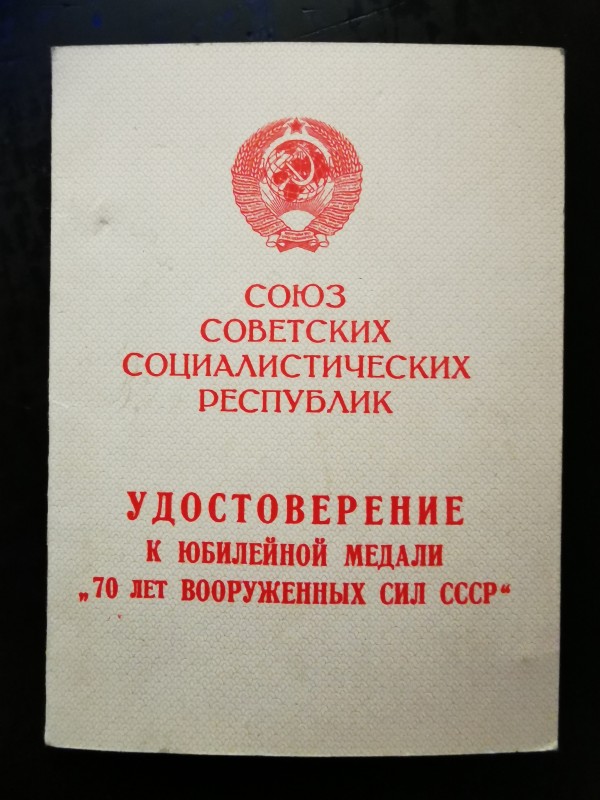 СОЮЗ
СОВЕТСКИХ
СОЦИАЛИСТИЧЕСКИХ
РЕСПУБЛИК
УДОСТОВЕРЕНИЕ
К ЮБИЛЕЙНОЙ МЕДАЛИ
„70 ЛЕТ ВООРУЖЕННЫХ СИЛ СССР“